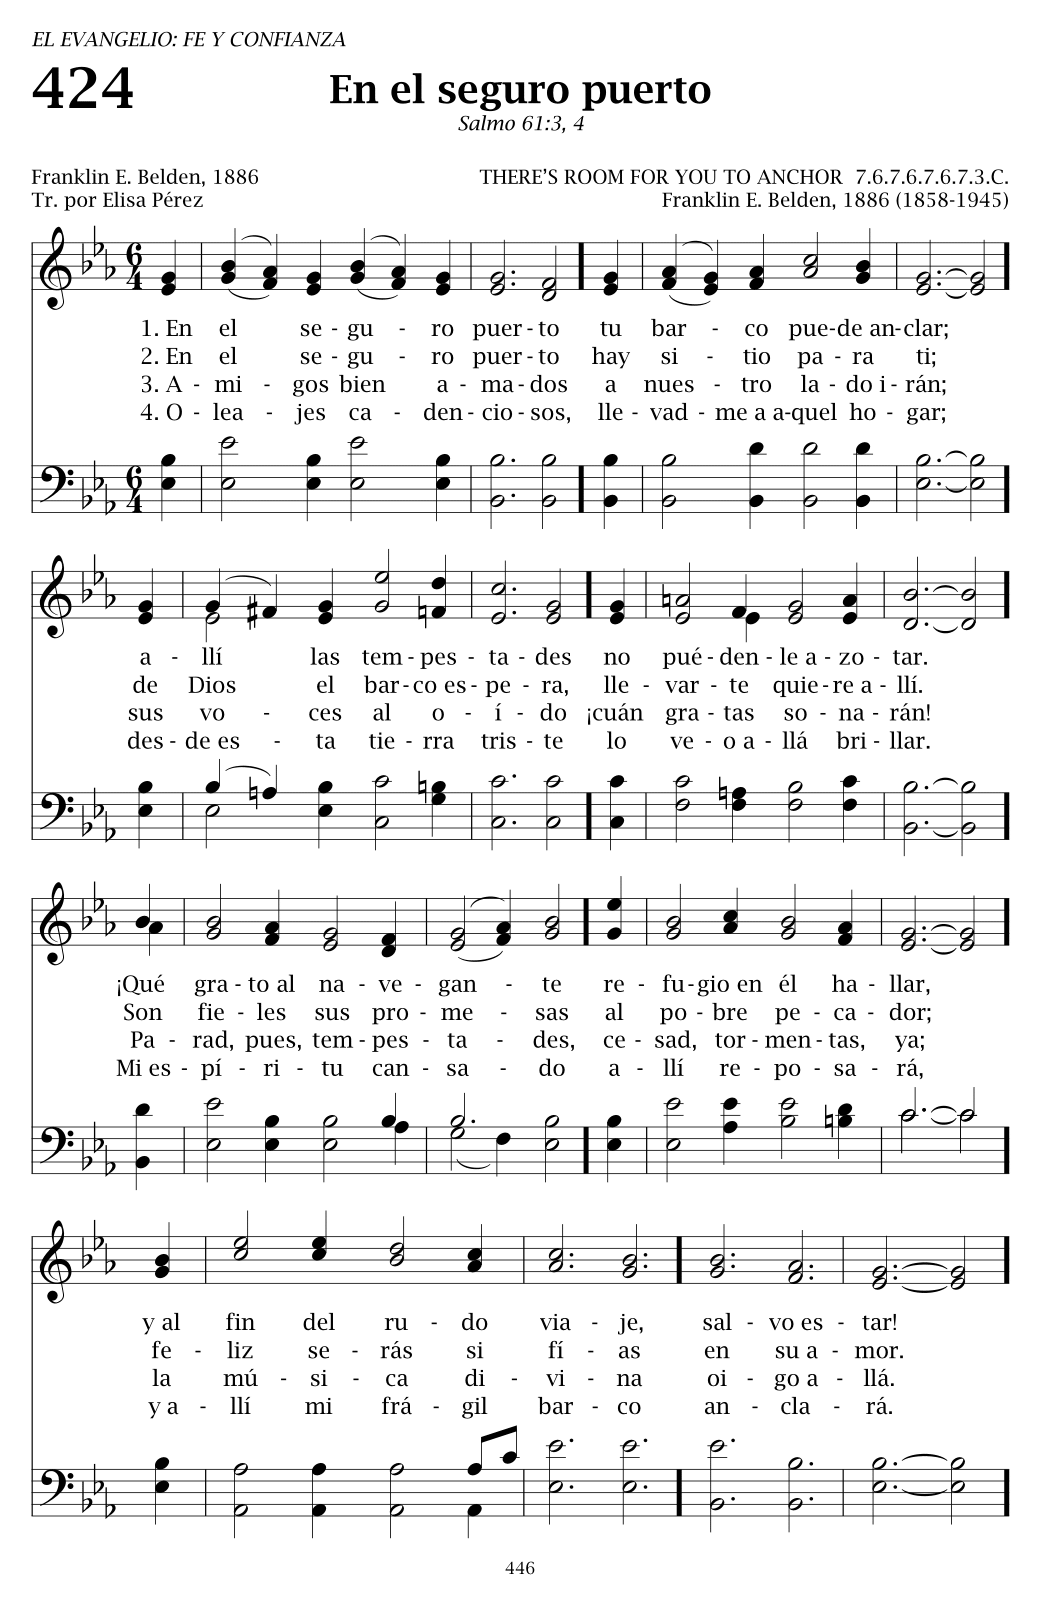 EL EVANGELIO: FE Y CONFIANZA
424
En el seguro puerto
Salmo 61:3, 4
Franklin E. Belden, 1886
THERE'S ROOM FOR YOU TO ANCHOR 7.6.7.6.7.6.7.3.C.
Tr. por Elisa Pérez
Franklin E. Belden, 1886 (1858-1945)
6 4
1. En el se - gu - ro puer - to tu bar - co pue - de an - clar;
2. En el se - gu - ro puer - to hay si - tio pa - ra ti;
3. A - mi - gos bien a - ma - dos a nues - tro la - do i - rán;
4. O - lea - jes ca - den - cio - sos, lle - vad - me a a - quel ho - gar;
6 4
a - llí las tem - pes - ta - des no pué - den - le a - zo - tar.
de Dios el bar - co es - pe - ra, lle - var - te quie - re a - llí.
sus vo - ces al o - í - do ¡cuán gra - tas so - na - rán!
des - de es - ta tie - rra tris - te lo ve - o a - llá bri - llar.
¡Qué gra - to al na - ve - gan - te re - fu - gio en él ha - llar,
Son fie - les sus pro - me - sas al po - bre pe - ca - dor;
Pa - rad, pues, tem - pes - ta - des, ce - sad, tor - men - tas, ya;
Mi es - pí - ri - tu can - sa - do a - llí re - po - sa - rá,
y al fin del ru - do via - je, sal - vo es - tar!
fe - liz se - rás si fí - as en su a - mor.
la mú - si - ca di - vi - na oi - go a - llá.
y a - llí mi frá - gil bar - co an - cla - rá.
446